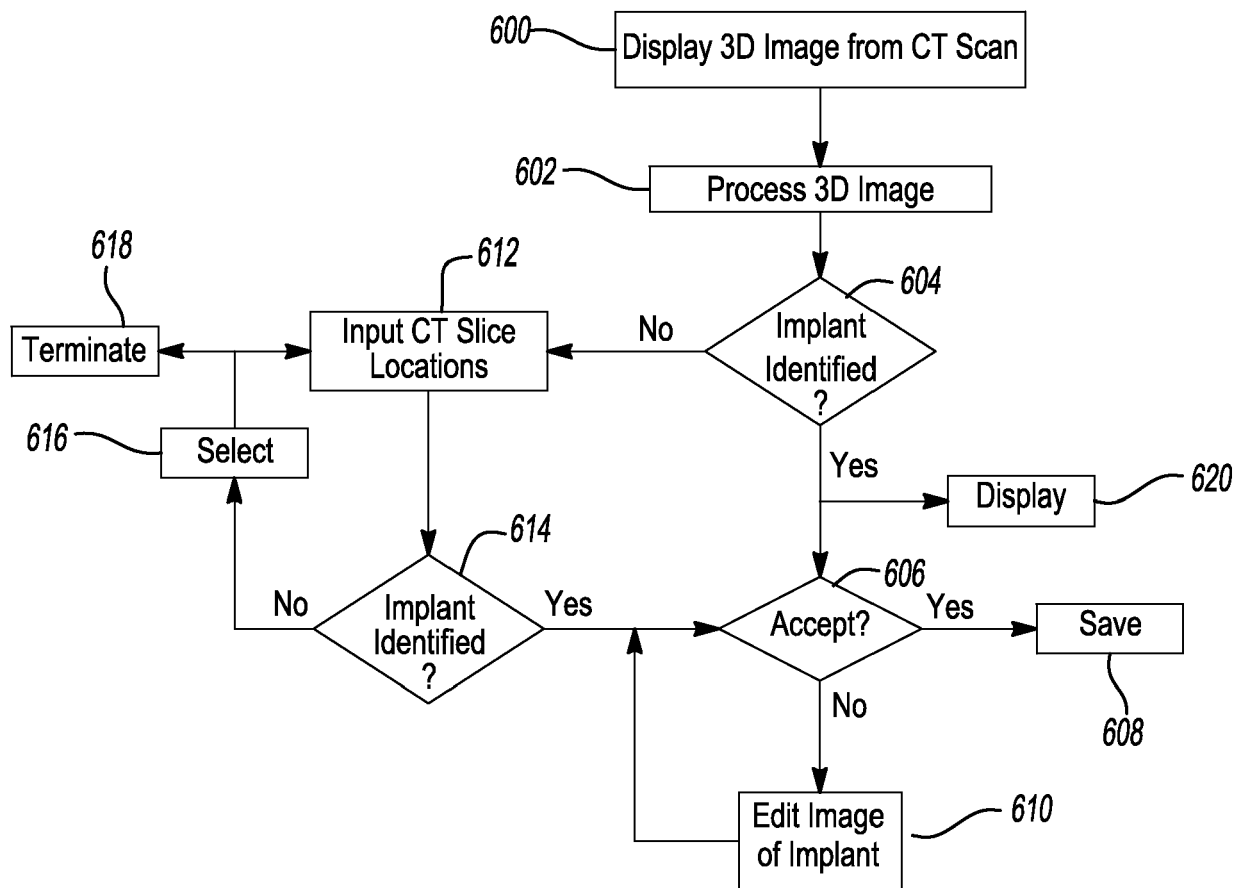 600
Display 3D Image from CT Scan
602
Process 3D Image
604
Implant
Identified
?
No
Yes
612
Input CT Slice
Locations
618
Terminate
616
Select
620
Display
614
Implant
Identified
?
No
Yes
606
Accept?
Yes
No
Save
608
Edit Image
of Implant
610